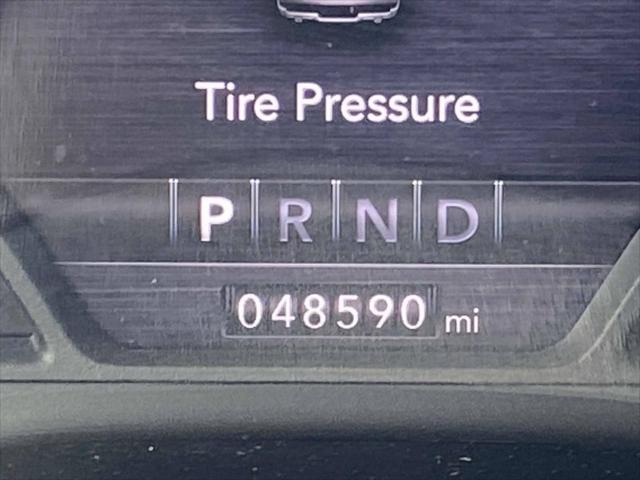 Tire Pressure
P R N D
048590 mi